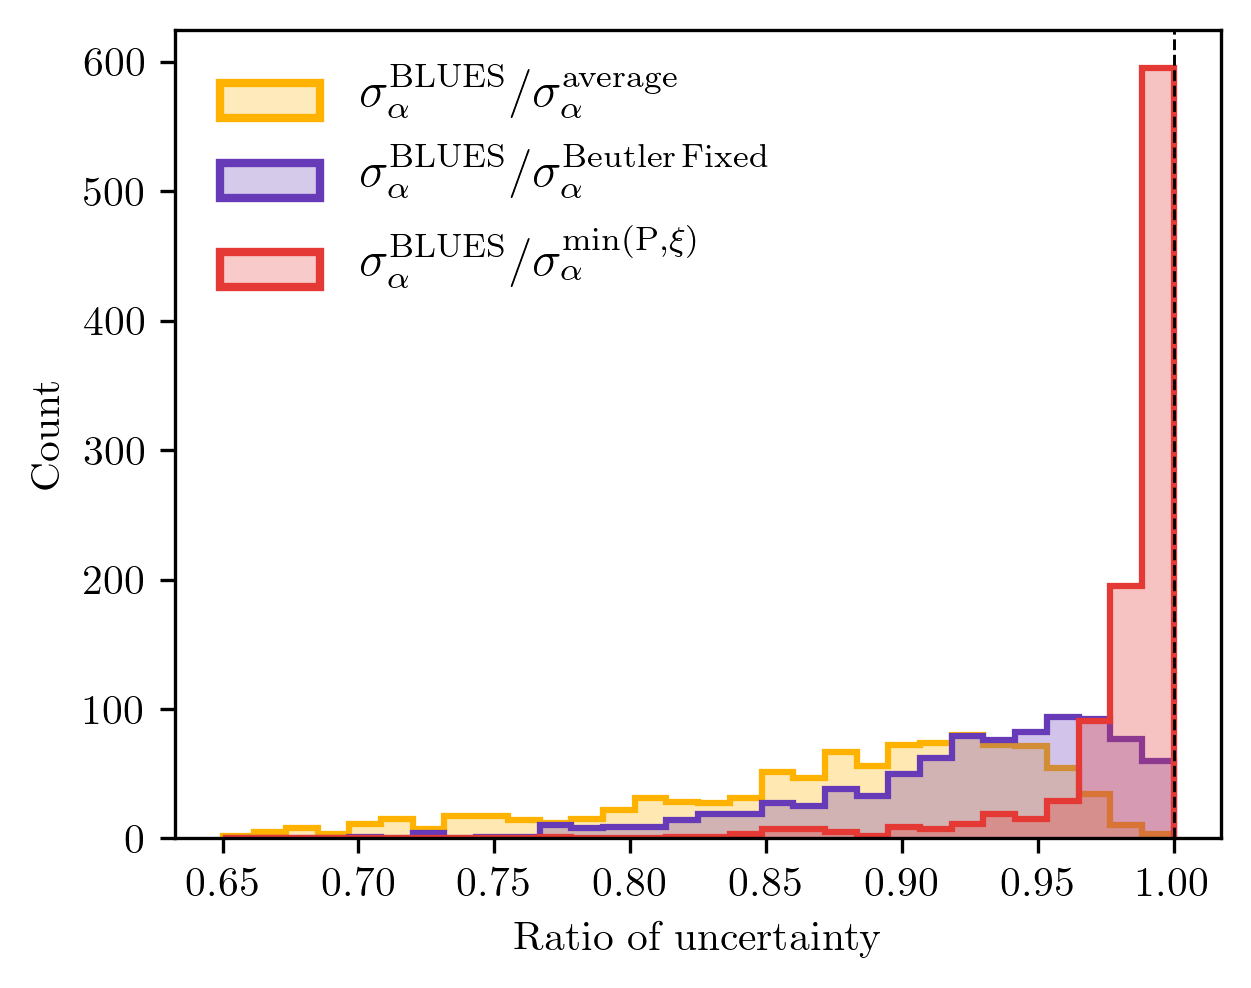 600
500
400
300
200
100
0
Count
σ_α^BLUES/σ_α^average
σ_α^BLUES/σ_α^Beutler Fixed
σ_α^BLUES/σ_α^min(P,ξ)
0.65 0.70 0.75 0.80 0.85 0.90 0.95 1.00
Ratio of uncertainty